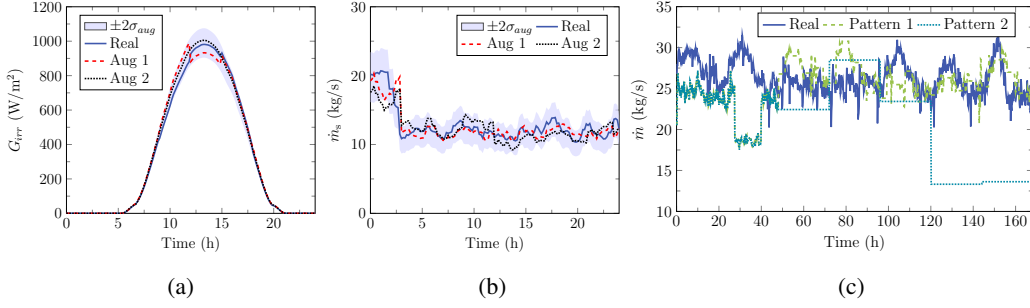 ±2σ_aug
Real
Aug 1
Aug 2
1200
1000
800
600
400
200
0
G_irr (W/m²)
0 5 10 15 20
Time (h)
(a)
±2σ_aug Real
Aug 1 Aug 2
30
20
10
0
ṁ_s (kg/s)
0 5 10 15 20
Time (h)
(b)
Real Pattern 1 Pattern 2
35
30
25
20
15
10
ṁ (kg/s)
0 20 40 60 80 100 120 140 160
Time (h)
(c)